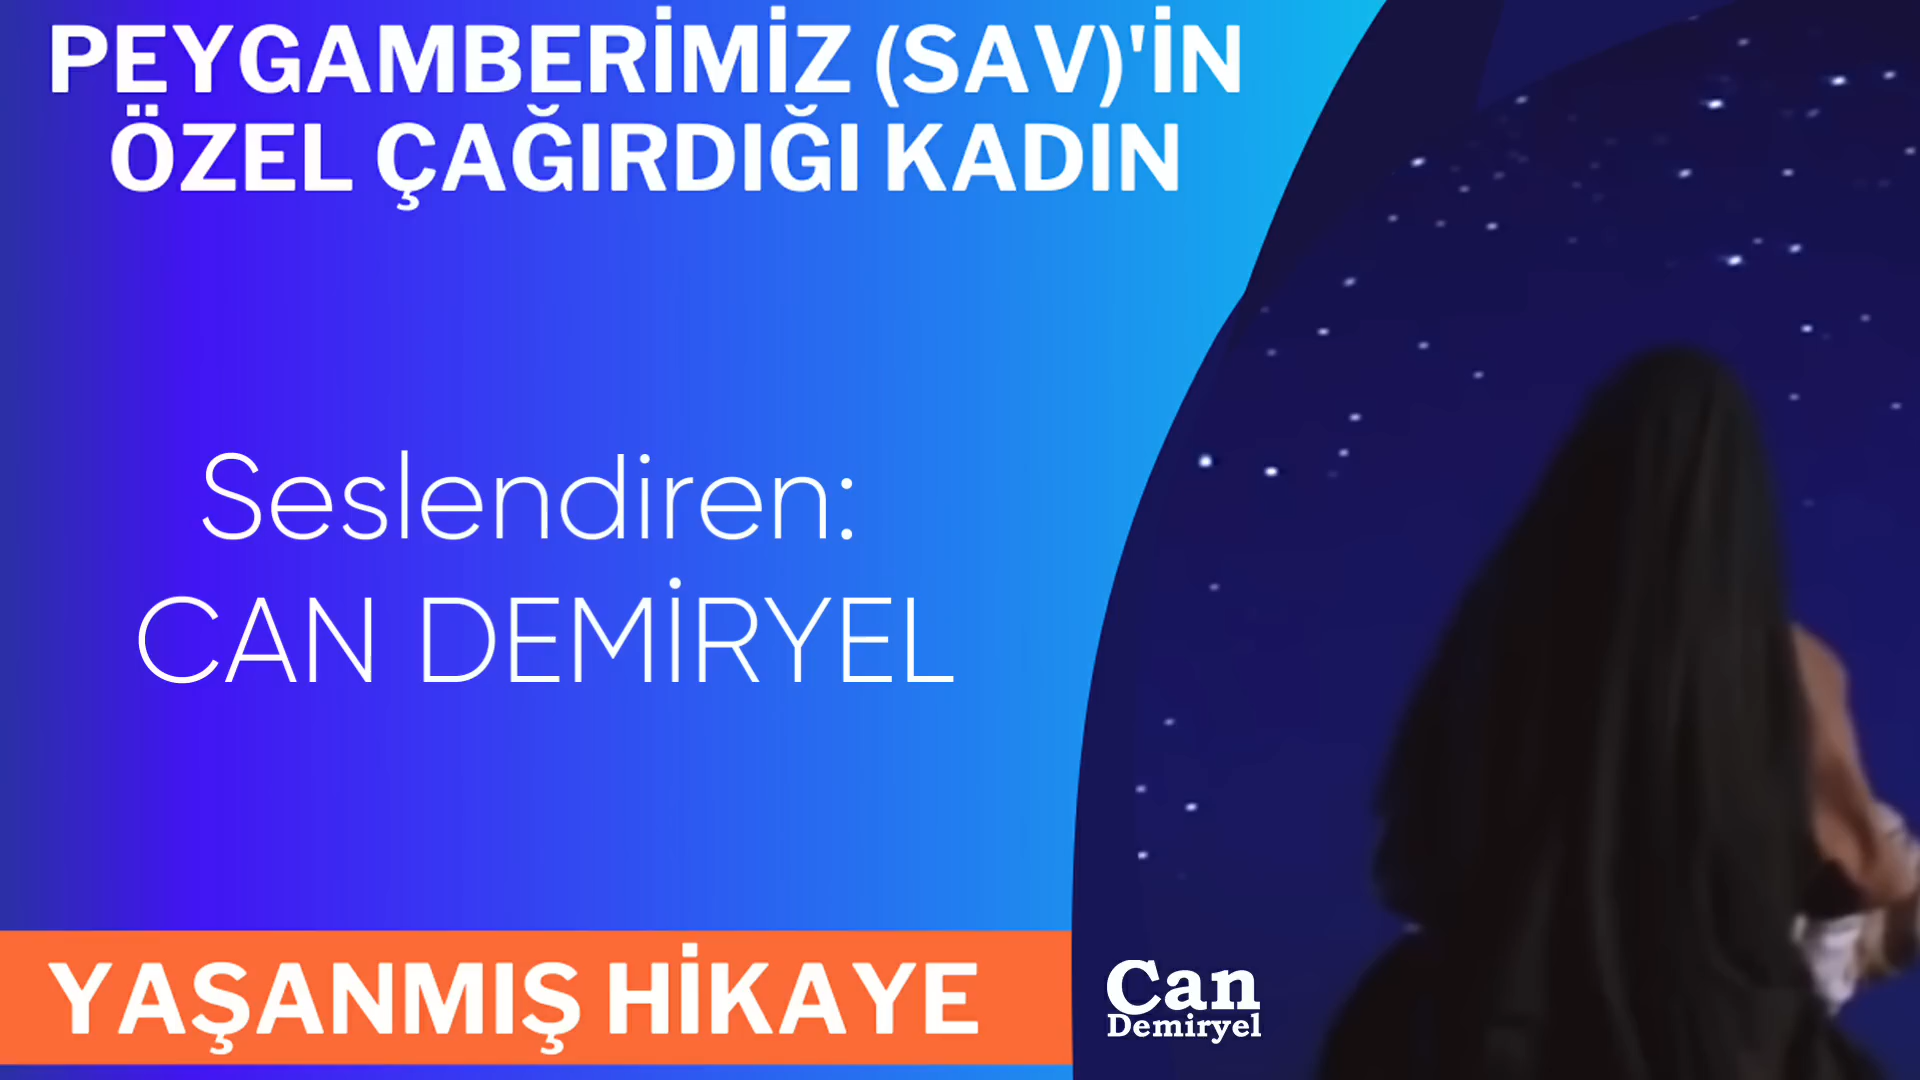 PEYGAMBERİMİZ (SAV)'İN
ÖZEL ÇAĞIRDIĞI KADIN
Seslendiren:
CAN DEMİRYEL
YAŞANMIŞ HİKAYE
Can
Demiryel